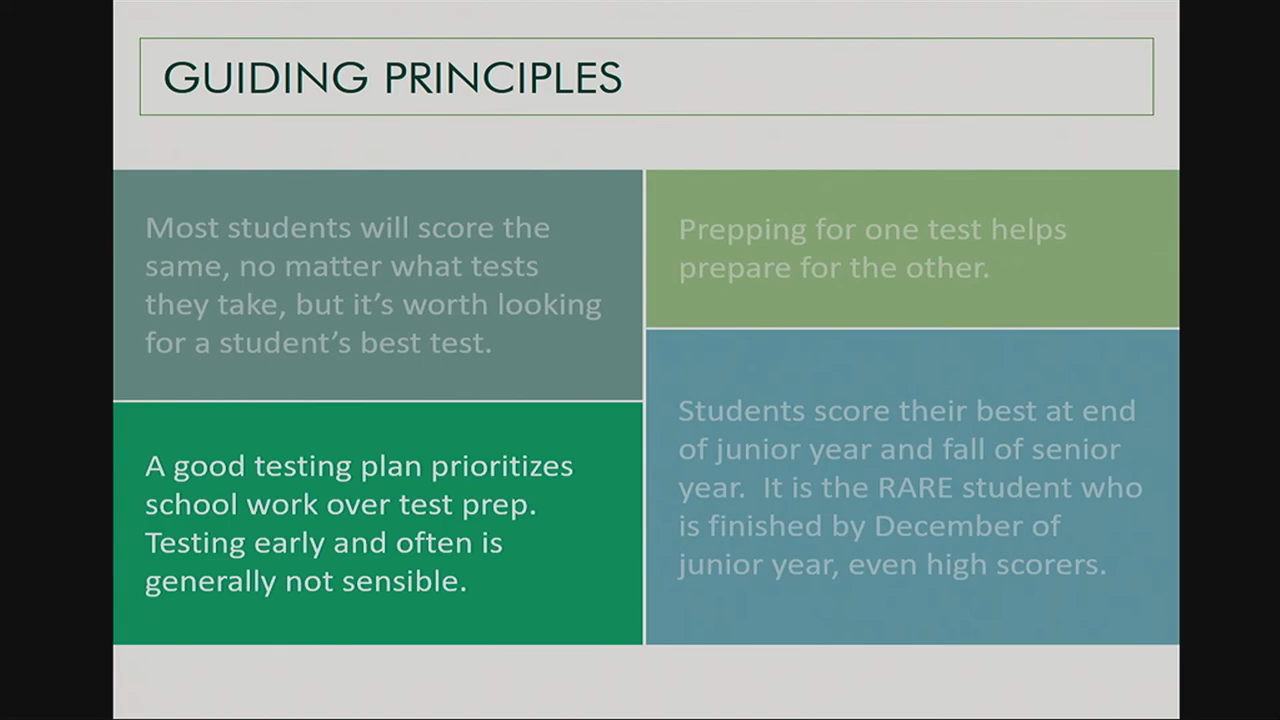 GUIDING PRINCIPLES
Most students will score the
same, no matter what tests
they take, but it’s worth looking
for a student’s best test.
Prepping for one test helps
prepare for the other.
A good testing plan prioritizes
school work over test prep.
Testing early and often is
generally not sensible.
Students score their best at end
of junior year and fall of senior
year.  It is the RARE student who
is finished by December of
junior year, even high scorers.